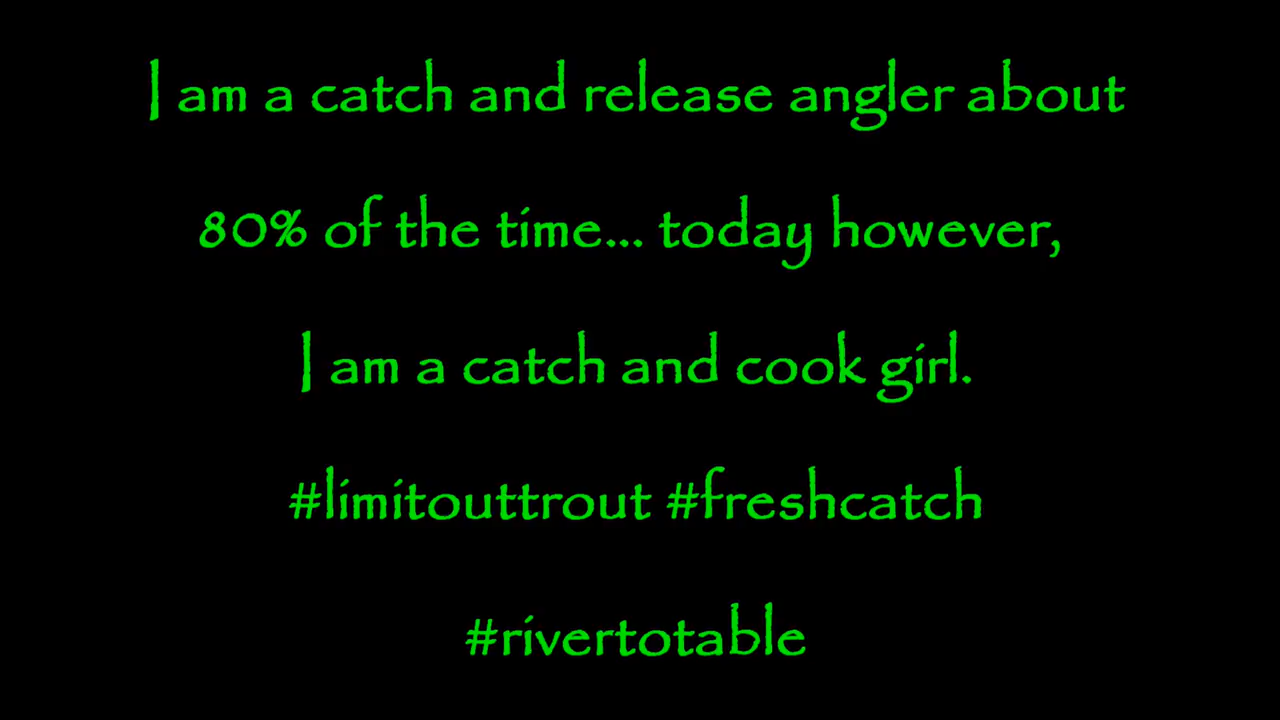 I am a catch and release angler about
80% of the time... today however,
I am a catch and cook girl.
#limitouttrout #freshcatch
#rivertotable